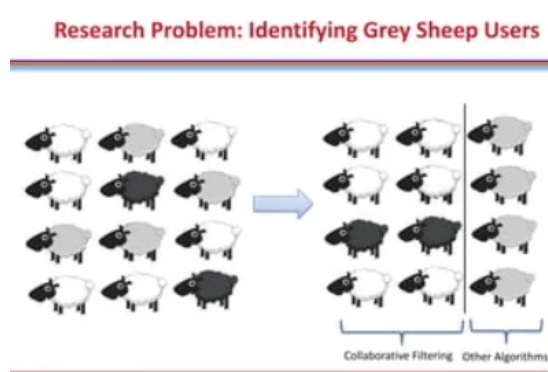 Research Problem: Identifying Grey Sheep Users
Collaborative Filtering Other Algorithms